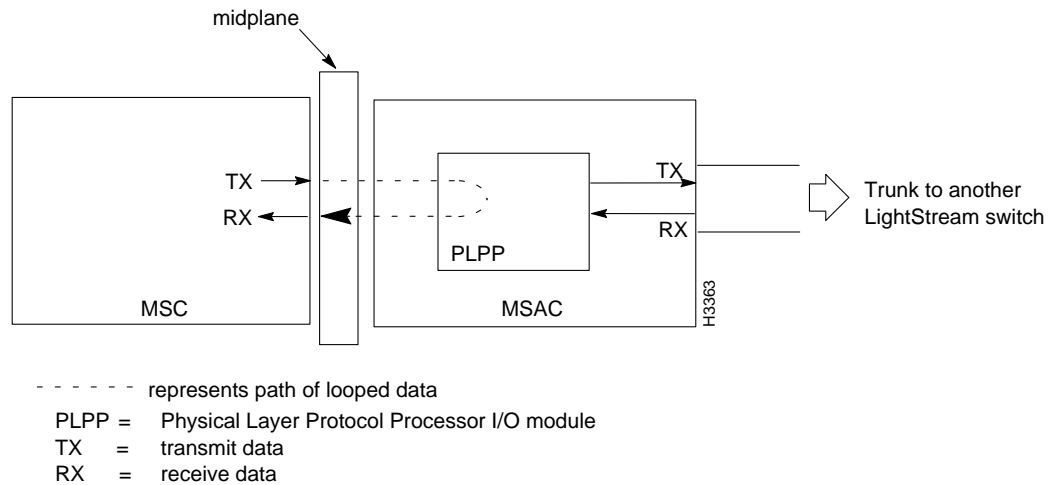 midplane
TX
RX
MSC
PLPP
MSAC
TX
RX
H3363
Trunk to another
LightStream switch
represents path of looped data
PLPP = Physical Layer Protocol Processor I/O module
TX = transmit data
RX = receive data